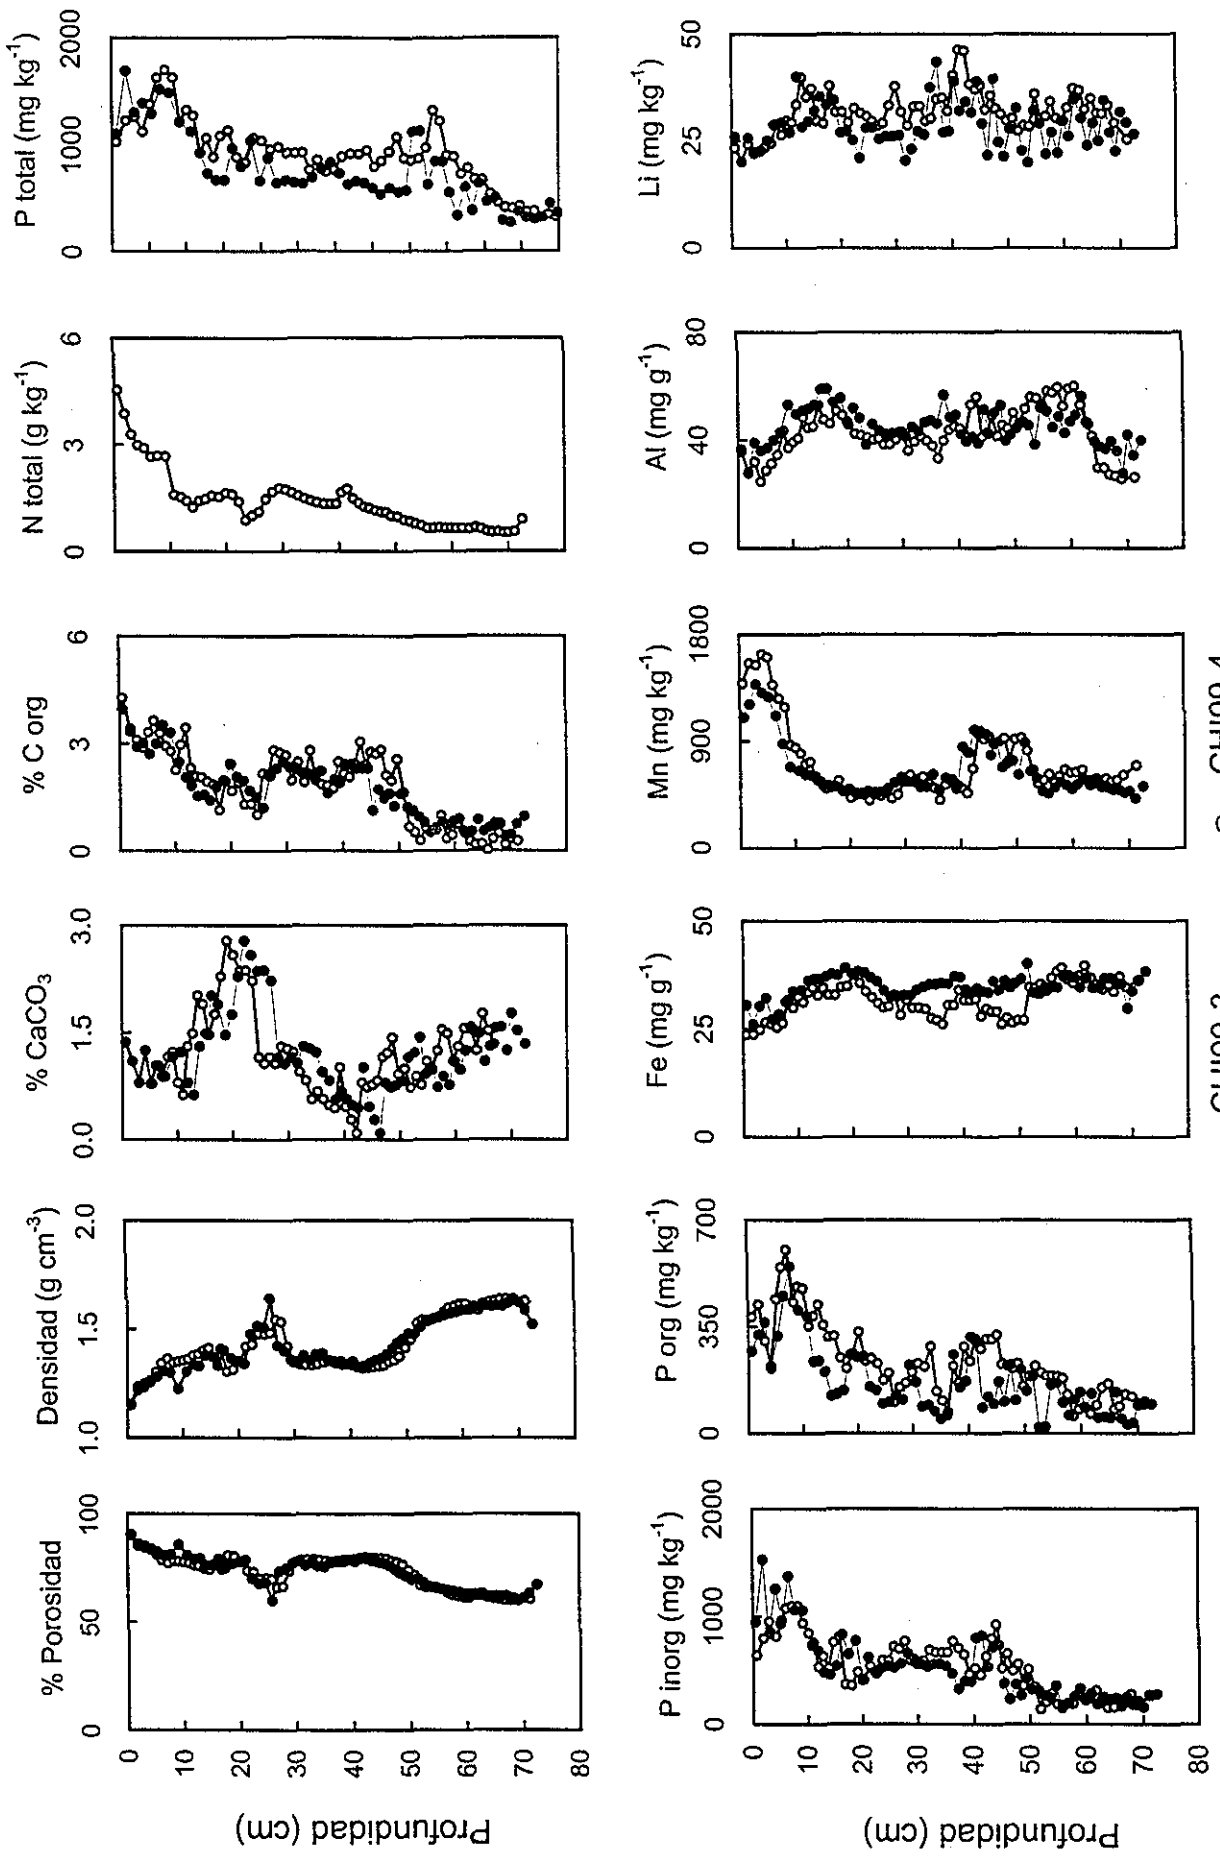 % Porosidad
0 50 100
Densidad (g cm⁻³)
1.0 1.5 2.0
% CaCO₃
0.0 1.5 3.0
% C org
0 3 6
N total (g kg⁻¹)
0 3 6
P total (mg kg⁻¹)
0 1000 2000
Profundidad (cm)
0
10
20
30
40
50
60
70
80
P inorg (mg kg⁻¹)
0 1000 2000
P org (mg kg⁻¹)
0 350 700
Fe (mg g⁻¹)
0 25 50
Mn (mg kg⁻¹)
0 900 1800
Al (mg g⁻¹)
0 40 80
Li (mg kg⁻¹)
0 25 50
Profundidad (cm)
0
10
20
30
40
50
60
70
80